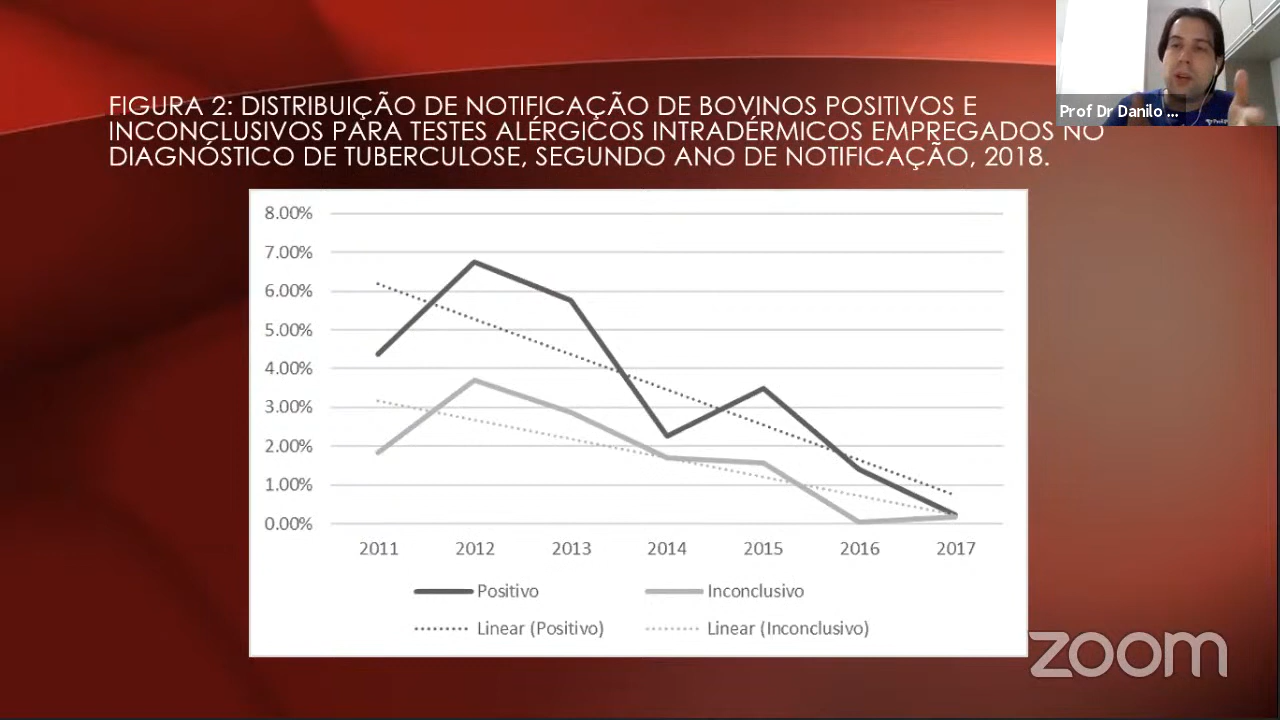 FIGURA 2: DISTRIBUIÇÃO DE NOTIFICAÇÃO DE BOVINOS POSITIVOS E
INCONCLUSIVOS PARA TESTES ALÉRGICOS INTRADÉRMICOS EMPREGADOS NO
DIAGNÓSTICO DE TUBERCULOSE, SEGUNDO ANO DE NOTIFICAÇÃO, 2018.
Prof Dr Danilo ...
8.00%
7.00%
6.00%
5.00%
4.00%
3.00%
2.00%
1.00%
0.00%
2011 2012 2013 2014 2015 2016 2017
Positivo Inconclusivo
Linear (Positivo) Linear (Inconclusivo)
zoom